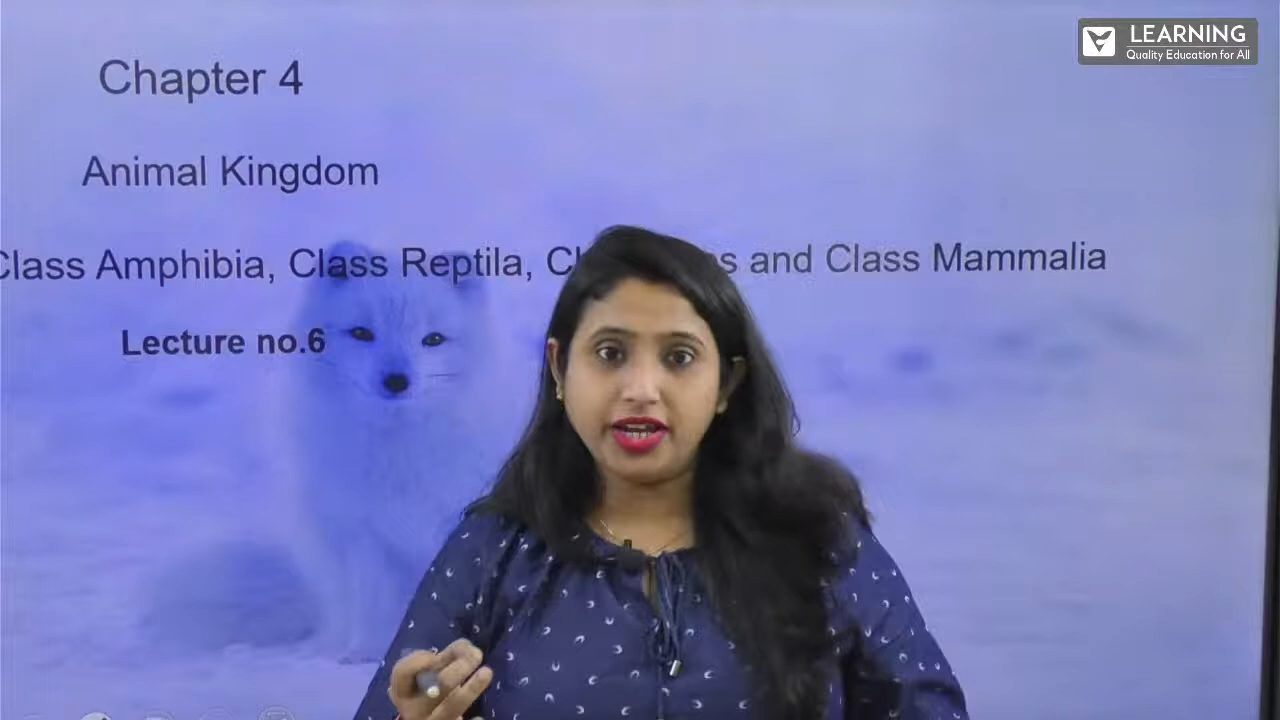 LEARNING
Quality Education for All
Chapter 4
Animal Kingdom
Class Amphibia, Class Reptila, Cl s and Class Mammalia
Lecture no.6